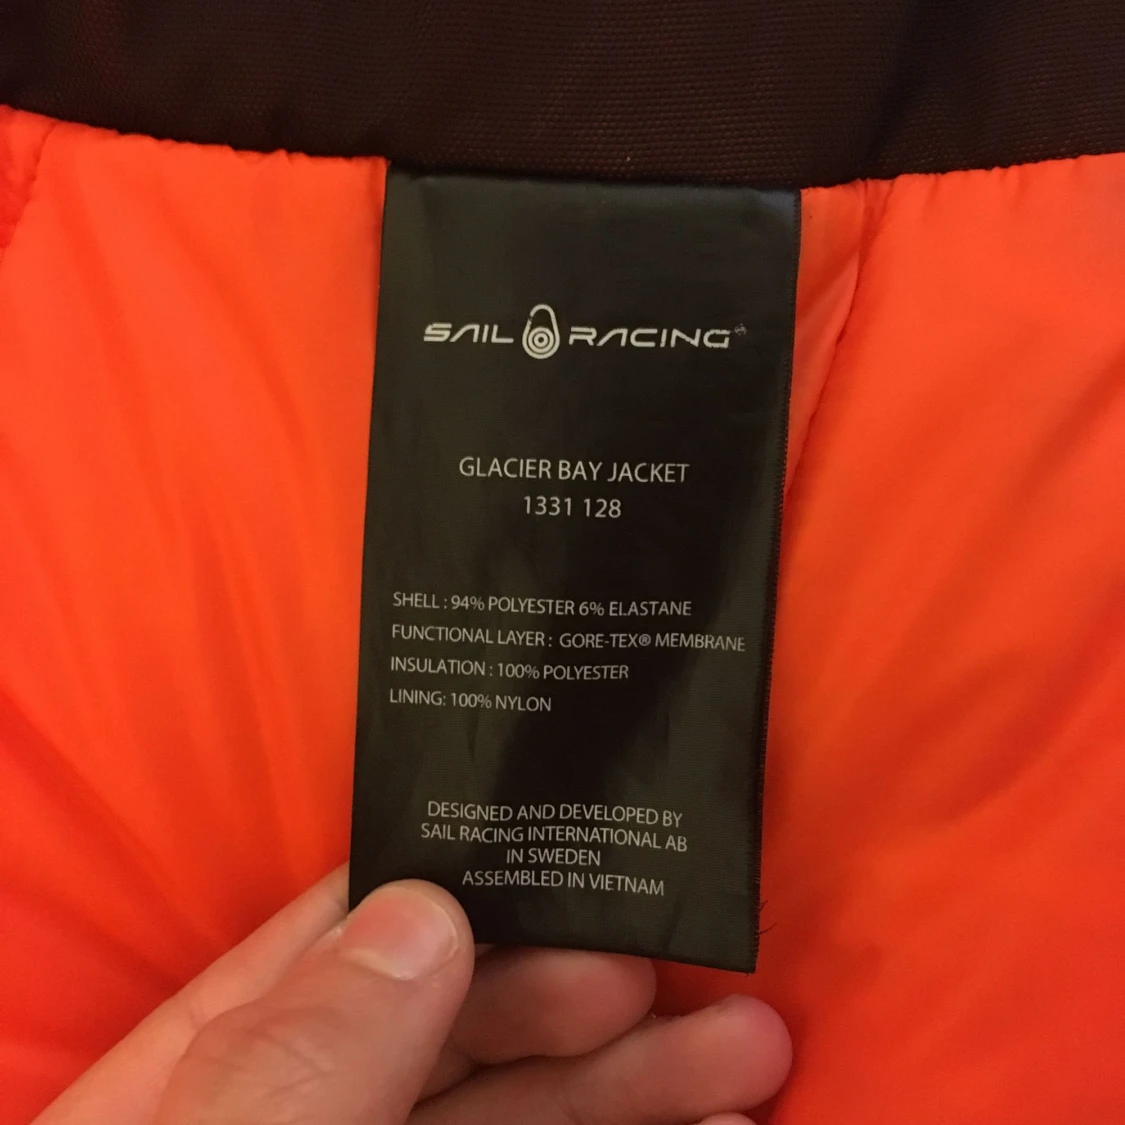 SAIL RACING
GLACIER BAY JACKET
1331 128
SHELL : 94% POLYESTER 6% ELASTANE
FUNCTIONAL LAYER : GORE-TEX® MEMBRANE
INSULATION : 100% POLYESTER
LINING: 100% NYLON
DESIGNED AND DEVELOPED BY
SAIL RACING INTERNATIONAL AB
IN SWEDEN
ASSEMBLED IN VIETNAM